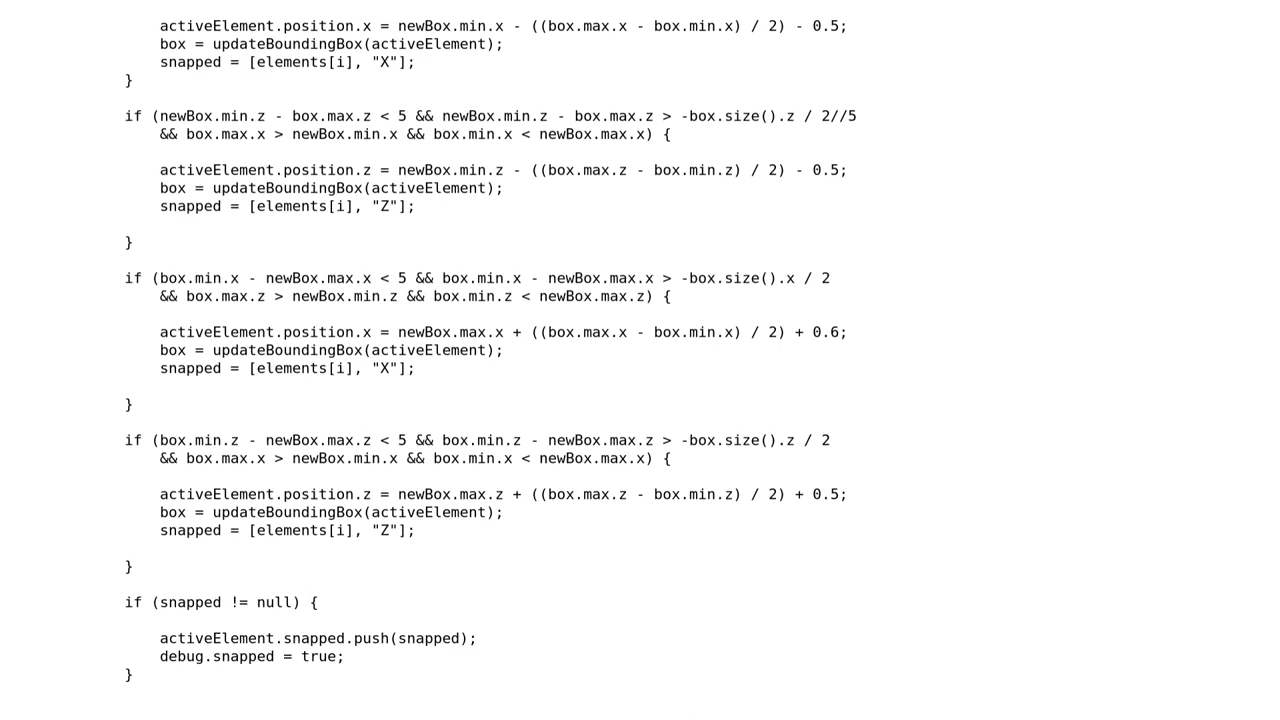 activeElement.position.x = newBox.min.x - ((box.max.x - box.min.x) / 2) - 0.5;
box = updateBoundingBox(activeElement);
snapped = [elements[i], "X"];
}
if (newBox.min.z - box.max.z < 5 && newBox.min.z - box.max.z > -box.size().z / 2//5
&& box.max.x > newBox.min.x && box.min.x < newBox.max.x) {
activeElement.position.z = newBox.min.z - ((box.max.z - box.min.z) / 2) - 0.5;
box = updateBoundingBox(activeElement);
snapped = [elements[i], "Z"];
}
if (box.min.x - newBox.max.x < 5 && box.min.x - newBox.max.x > -box.size().x / 2
&& box.max.z > newBox.min.z && box.min.z < newBox.max.z) {
activeElement.position.x = newBox.max.x + ((box.max.x - box.min.x) / 2) + 0.6;
box = updateBoundingBox(activeElement);
snapped = [elements[i], "X"];
}
if (box.min.z - newBox.max.z < 5 && box.min.z - newBox.max.z > -box.size().z / 2
&& box.max.x > newBox.min.x && box.min.x < newBox.max.x) {
activeElement.position.z = newBox.max.z + ((box.max.z - box.min.z) / 2) + 0.5;
box = updateBoundingBox(activeElement);
snapped = [elements[i], "Z"];
}
if (snapped != null) {
activeElement.snapped.push(snapped);
debug.snapped = true;
}